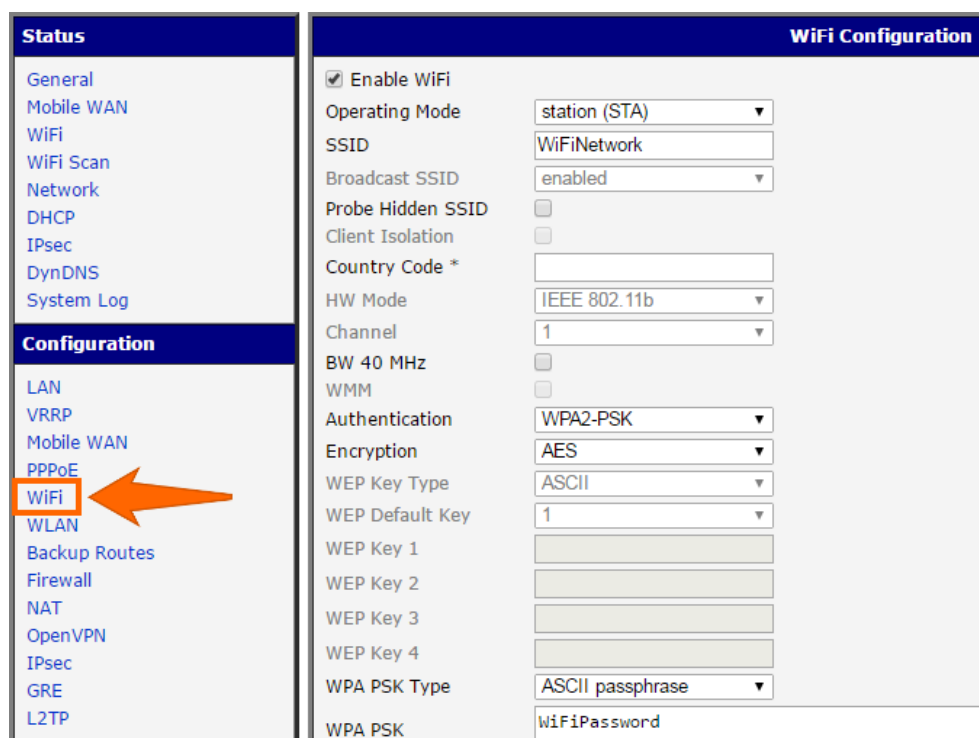 Status
General
Mobile WAN
WiFi
WiFi Scan
Network
DHCP
IPsec
DynDNS
System Log
Configuration
LAN
VRRP
Mobile WAN
PPPoE
WiFi
WLAN
Backup Routes
Firewall
NAT
OpenVPN
IPsec
GRE
L2TP
WiFi Configuration
Enable WiFi
Operating Mode station (STA)
SSID WiFiNetwork
Broadcast SSID enabled
Probe Hidden SSID
Client Isolation
Country Code *
HW Mode IEEE 802.11b
Channel 1
BW 40 MHz
WMM
Authentication WPA2-PSK
Encryption AES
WEP Key Type ASCII
WEP Default Key 1
WEP Key 1
WEP Key 2
WEP Key 3
WEP Key 4
WPA PSK Type ASCII passphrase
WPA PSK WiFiPassword